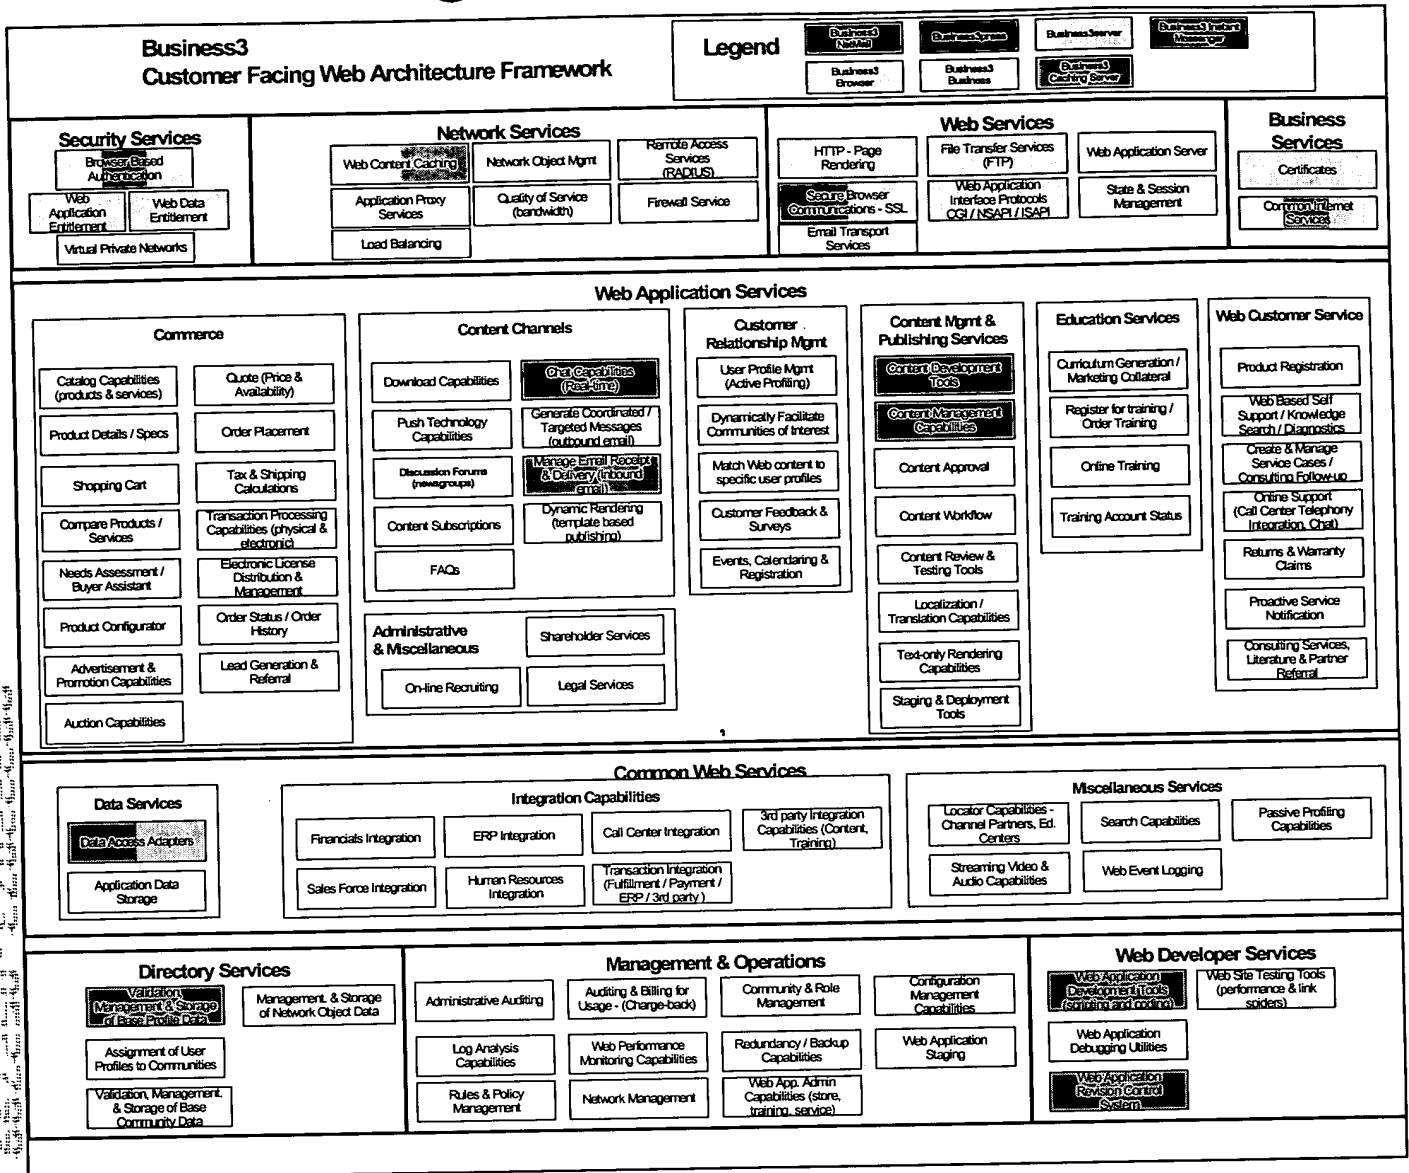 Business3
Customer Facing Web Architecture Framework
Legend
Business3
NetMail
Business3press
Business3server
Business3 Instant
Messenger
Business3
Browser
Business3
Business
Business3
Caching Server
Security Services
Browser Based
Authentication
Web
Application
Entitlement
Web Data
Entitlement
Virtual Private Networks
Network Services
Web Content Caching
Network Object Mgmt
Remote Access
Services
(RADIUS)
Application Proxy
Services
Quality of Service
(bandwidth)
Firewall Service
Load Balancing
Web Services
HTTP - Page
Rendering
File Transfer Services
(FTP)
Web Application Server
Secure Browser
Communications - SSL
Web Application
Interface Protocols
CGI / NSAPI / ISAPI
State & Session
Management
Email Transport
Services
Business
Services
Certificates
Common Internet
Services
Web Application Services
Commerce
Catalog Capabilities
(products & services)
Quote (Price &
Availability)
Product Details / Specs
Order Placement
Shopping Cart
Tax & Shipping
Calculations
Compare Products /
Services
Transaction Processing
Capabilities (physical &
electronic)
Needs Assessment /
Buyer Assistant
Electronic License
Distribution &
Management
Product Configurator
Order Status / Order
History
Advertisement &
Promotion Capabilities
Lead Generation &
Referral
Auction Capabilities
Content Channels
Download Capabilities
Chat Capabilities
(Real-time)
Push Technology
Capabilities
Generate Coordinated /
Targeted Messages
(outbound email)
Discussion Forums
(newsgroups)
Manage Email Receipt
& Delivery (Inbound
email)
Content Subscriptions
Dynamic Rendering
(template based
publishing)
FAQs
Administrative
& Miscellaneous
Shareholder Services
On-line Recruiting
Legal Services
Customer
Relationship Mgmt
User Profile Mgmt
(Active Profiling)
Dynamically Facilitate
Communities of Interest
Match Web content to
specific user profiles
Customer Feedback &
Surveys
Events, Calendaring &
Registration
Content Mgmt &
Publishing Services
Content Development
Tools
Content Management
Capabilities
Content Approval
Content Workflow
Content Review &
Testing Tools
Localization /
Translation Capabilities
Text-only Rendering
Capabilities
Staging & Deployment
Tools
Education Services
Curriculum Generation /
Marketing Collateral
Register for training /
Order Training
Online Training
Training Account Status
Web Customer Service
Product Registration
Web Based Self
Support / Knowledge
Search / Diagnostics
Create & Manage
Service Cases /
Consulting Follow-up
Online Support
(Call Center Telephony
Integration, Chat)
Returns & Warranty
Claims
Proactive Service
Notification
Consulting Services,
Literature & Partner
Referral
Common Web Services
Data Services
Data Access Adapters
Application Data
Storage
Integration Capabilities
Financials Integration
ERP Integration
Call Center Integration
3rd party Integration
Capabilities (Content,
Training)
Sales Force Integration
Human Resources
Integration
Transaction Integration
(Fulfillment / Payment /
ERP / 3rd party )
Miscellaneous Services
Locator Capabilities -
Channel Partners, Ed.
Centers
Search Capabilities
Passive Profiling
Capabilities
Streaming Video &
Audio Capabilities
Web Event Logging
Directory Services
Validation,
Management & Storage
of Base Profile Data
Management. & Storage
of Network Object Data
Assignment of User
Profiles to Communities
Validation, Management,
& Storage of Base
Community Data
Management & Operations
Administrative Auditing
Auditing & Billing for
Usage - (Charge-back)
Community & Role
Management
Configuration
Management
Capabilities
Log Analysis
Capabilities
Web Performance
Monitoring Capabilities
Redundancy / Backup
Capabilities
Web Application
Staging
Rules & Policy
Management
Network Management
Web App. Admin
Capabilities (store,
training, service)
Web Developer Services
Web Application
Development Tools
(scripting and coding)
Web Site Testing Tools
(performance & link
spiders)
Web Application
Debugging Utilities
Web Application
Revision Control
System